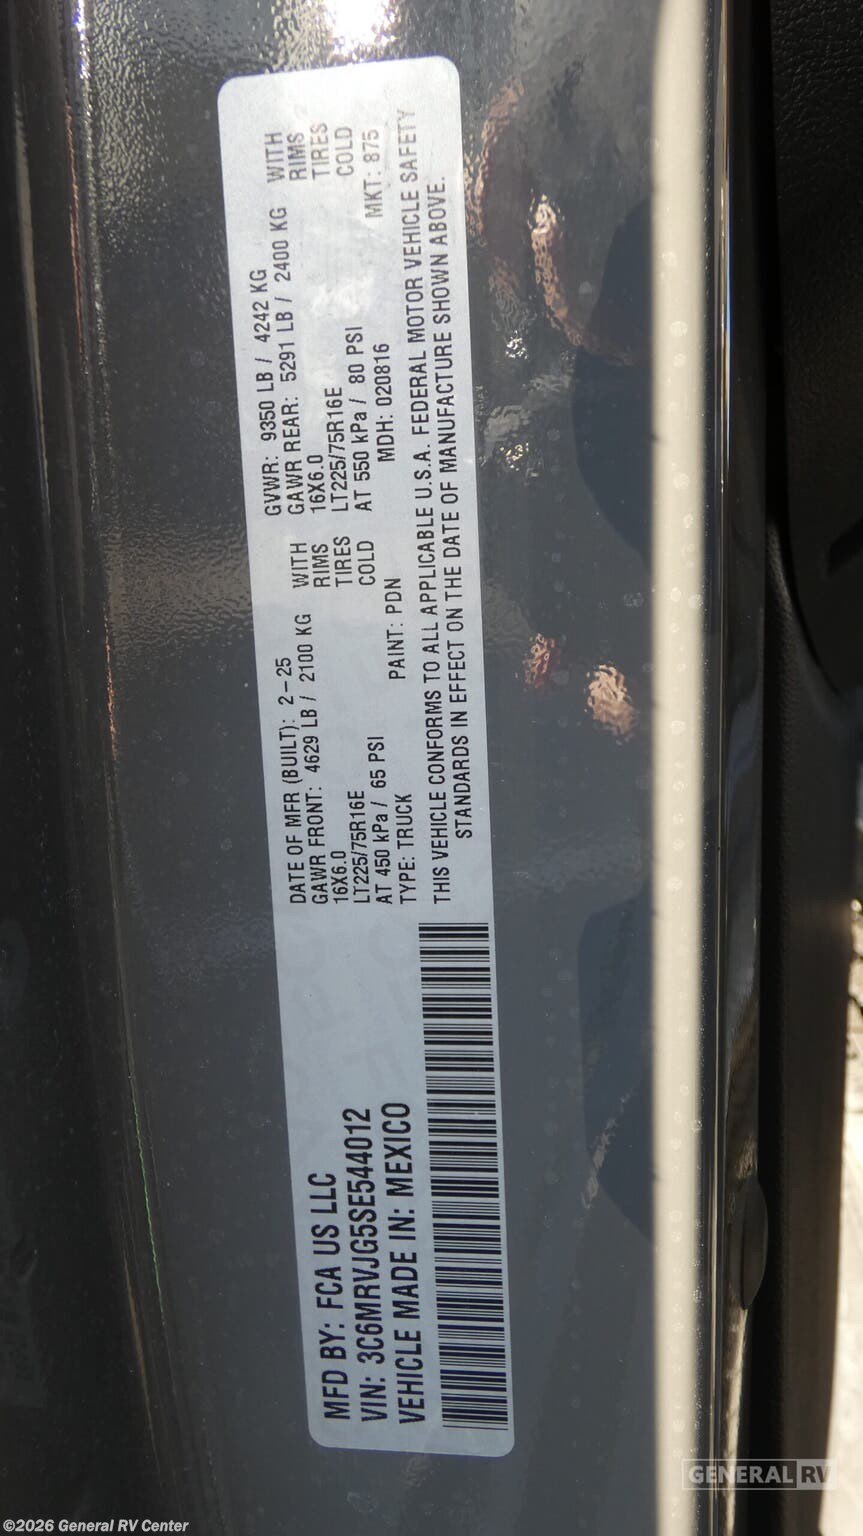 MFD BY: FCA US LLC
VIN: 3C6MRVJG5SE544012
VEHICLE MADE IN: MEXICO
DATE OF MFR (BUILT): 2-25
GVWR: 9350 LB / 4242 KG
GAWR FRONT: 4629 LB / 2100 KG WITH
GAWR REAR: 5291 LB / 2400 KG WITH
16X6.0 RIMS
16X6.0 RIMS
LT225/75R16E TIRES
LT225/75R16E TIRES
AT 450 kPa / 65 PSI COLD
AT 550 kPa / 80 PSI COLD
TYPE: TRUCK PAINT: PDN MDH: 020816 MKT: 875
THIS VEHICLE CONFORMS TO ALL APPLICABLE U.S.A. FEDERAL MOTOR VEHICLE SAFETY
STANDARDS IN EFFECT ON THE DATE OF MANUFACTURE SHOWN ABOVE.
GENERAL RV
©2026 General RV Center